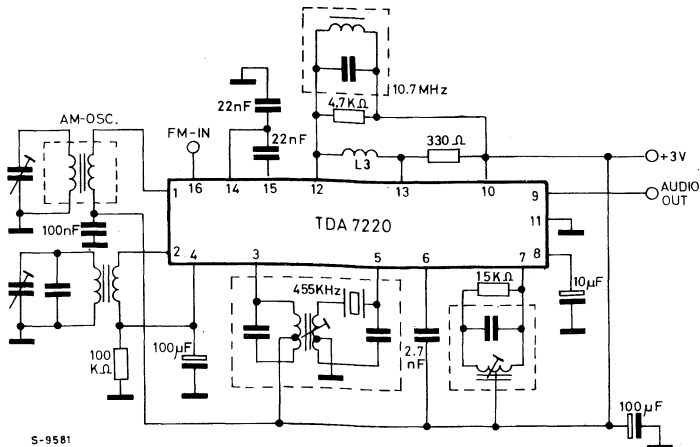 10.7MHz
22nF
4.7KΩ
AM-OSC.
FM-IN
22nF
330 Ω
+3V
L3
16 14 15 12 13 10
1
9
AUDIO OUT
TDA 7220
11
100nF
2 4 3 5 6 7 8
455KHz
15KΩ
10µF
100 KΩ
100µF
2.7 nF
100µF
S-9581